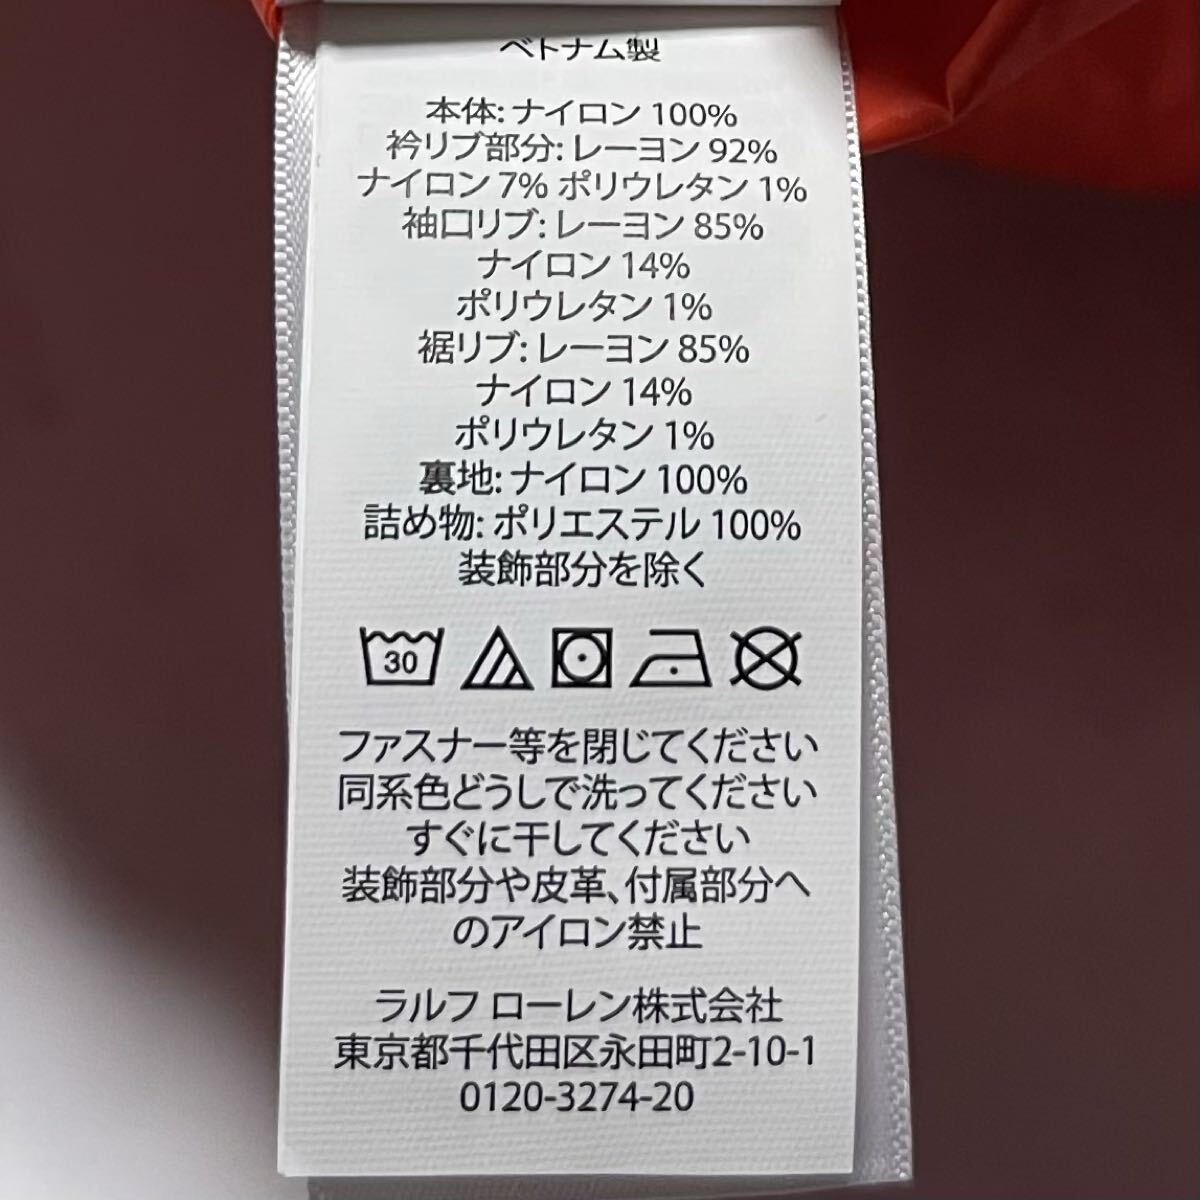 ベトナム製
本体: ナイロン 100%
衿リブ部分: レーヨン 92%
ナイロン 7% ポリウレタン 1%
袖口リブ: レーヨン 85%
ナイロン 14%
ポリウレタン 1%
裾リブ: レーヨン 85%
ナイロン 14%
ポリウレタン 1%
裏地: ナイロン 100%
詰め物: ポリエステル 100%
装飾部分を除く
30
ファスナー等を閉じてください
同系色どうしで洗ってください
すぐに干してください
装飾部分や皮革、付属部分へ
のアイロン禁止
ラルフ ローレン株式会社
東京都千代田区永田町2-10-1
0120-3274-20